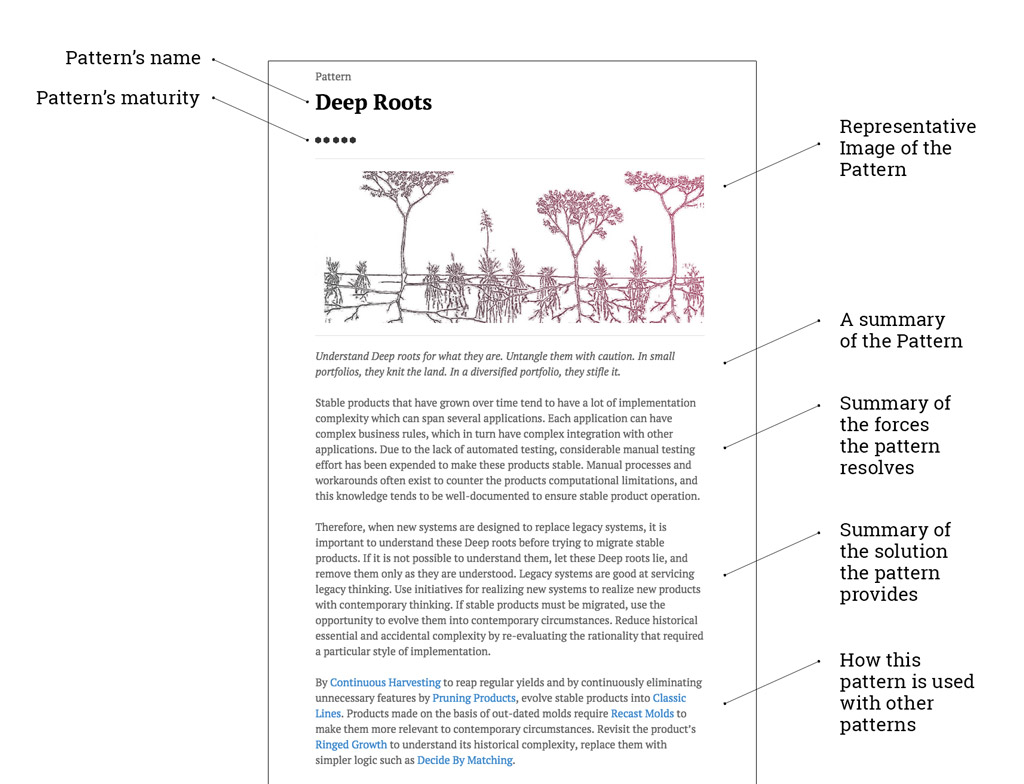 Pattern's name
Pattern's maturity
Pattern
Deep Roots
Understand Deep roots for what they are. Untangle them with caution. In small
portfolios, they knit the land. In a diversified portfolio, they stifle it.
Stable products that have grown over time tend to have a lot of implementation
complexity which can span several applications. Each application can have
complex business rules, which in turn have complex integration with other
applications. Due to the lack of automated testing, considerable manual testing
effort has been expended to make these products stable. Manual processes and
workarounds often exist to counter the products computational limitations, and
this knowledge tends to be well-documented to ensure stable product operation.
Therefore, when new systems are designed to replace legacy systems, it is
important to understand these Deep roots before trying to migrate stable
products. If it is not possible to understand them, let these Deep roots lie, and
remove them only as they are understood. Legacy systems are good at servicing
legacy thinking. Use initiatives for realizing new systems to realize new products
with contemporary thinking. If stable products must be migrated, use the
opportunity to evolve them into contemporary circumstances. Reduce historical
essential and accidental complexity by re-evaluating the rationality that required
a particular style of implementation.
By Continuous Harvesting to reap regular yields and by continuously eliminating
unnecessary features by Pruning Products, evolve stable products into Classic
Lines. Products made on the basis of out-dated molds require Recast Molds to
make them more relevant to contemporary circumstances. Revisit the product's
Ringed Growth to understand its historical complexity, replace them with
simpler logic such as Decide By Matching.
Representative
Image of the
Pattern
A summary
of the Pattern
Summary of
the forces
the pattern
resolves
Summary of
the solution
the pattern
provides
How this
pattern is used
with other
patterns